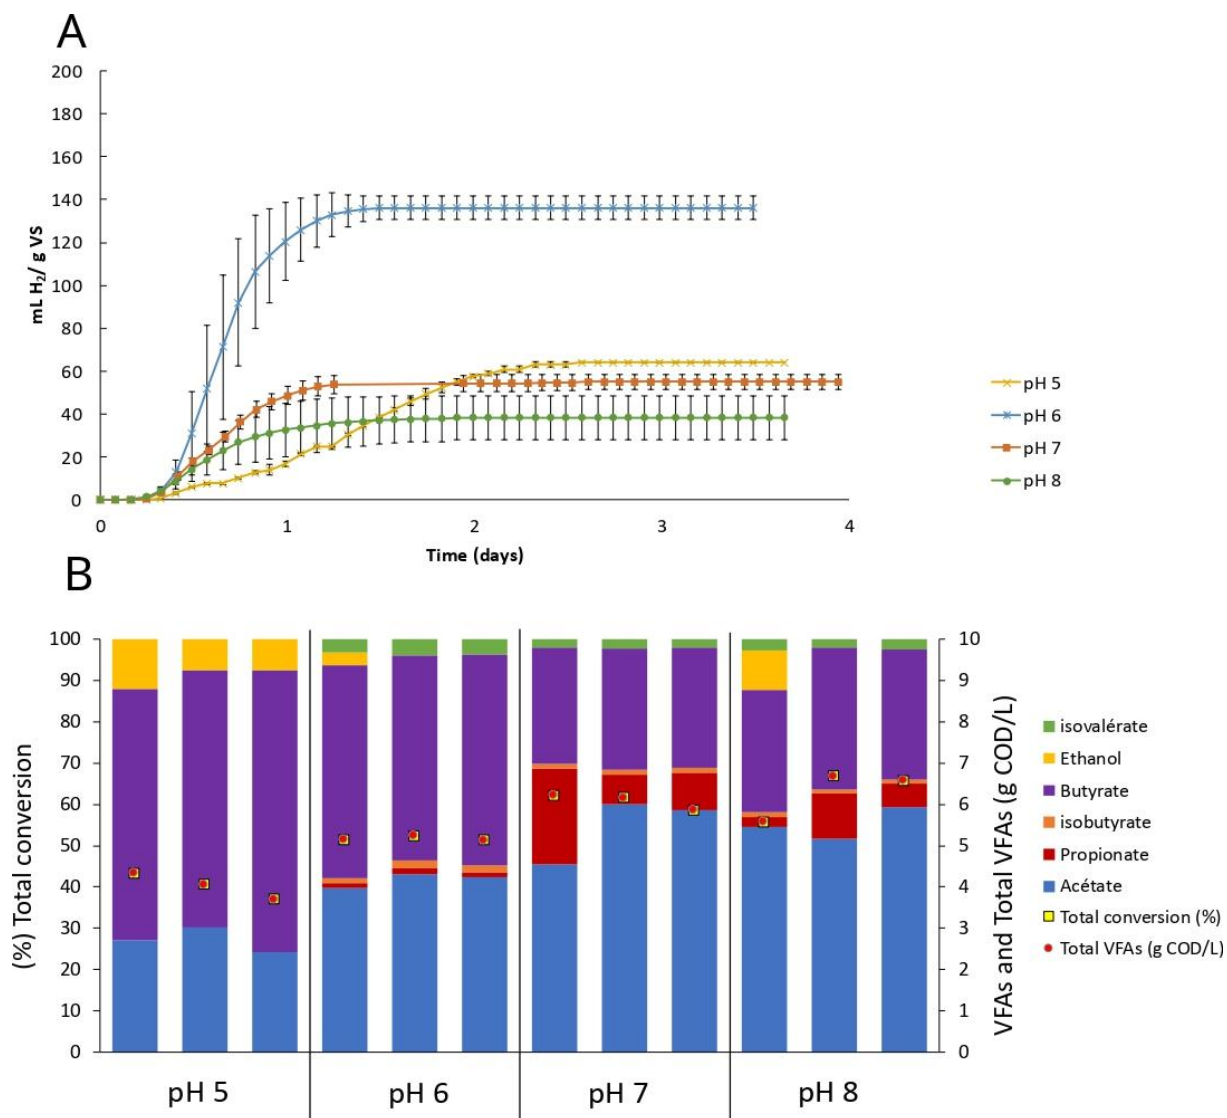 A
200
180
160
140
120
100
80
60
40
20
0
mL H₂/ g VS
0 1 2 3 4
Time (days)
pH 5
pH 6
pH 7
pH 8
B
100
90
80
70
60
50
40
30
20
10
0
(%) Total conversion
10
9
8
7
6
5
4
3
2
1
0
VFAs and Total VFAs (g COD/L)
isovalérate
Ethanol
Butyrate
isobutyrate
Propionate
Acétate
Total conversion (%)
Total VFAs (g COD/L)
pH 5 pH 6 pH 7 pH 8